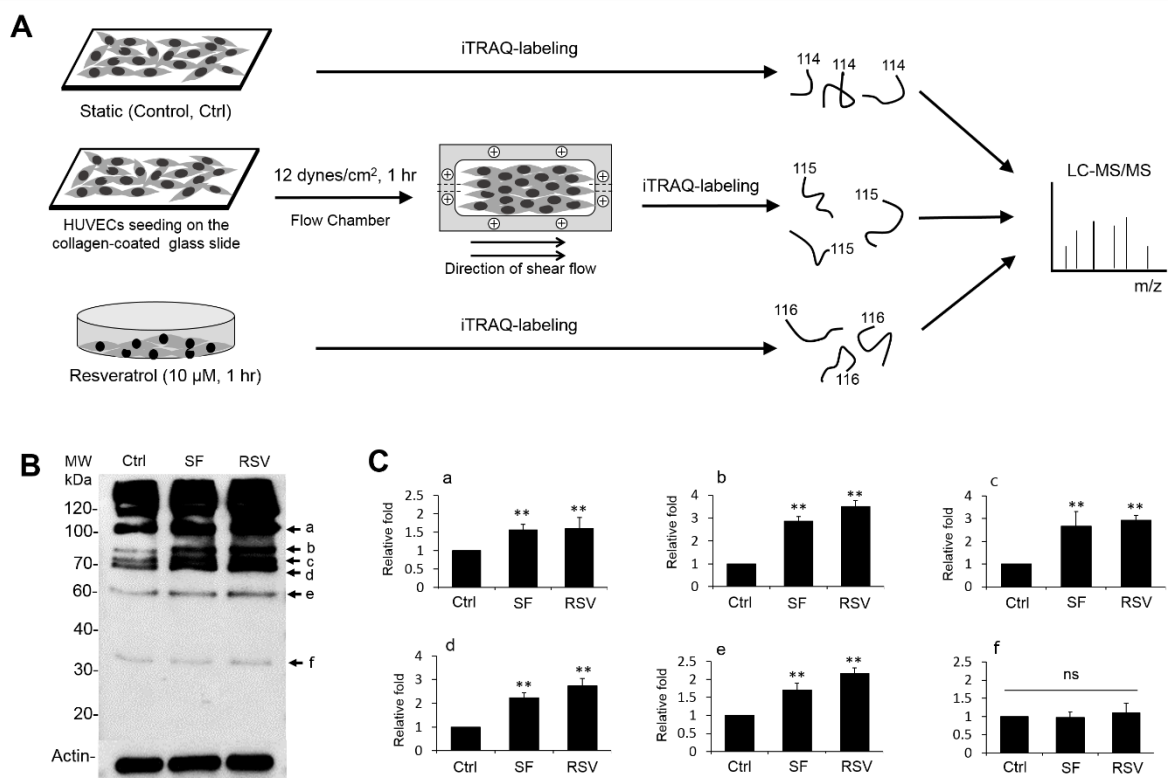 A
iTRAQ-labeling
114 114 114
Static (Control, Ctrl)
12 dynes/cm², 1 hr
Flow Chamber
HUVECs seeding on the
collagen-coated glass slide
Direction of shear flow
iTRAQ-labeling
115
115
115
LC-MS/MS
m/z
iTRAQ-labeling
116
116
116
Resveratrol (10 µM, 1 hr)
B
MW
kDa
Ctrl SF RSV
120-
100-
70-
60-
40-
30-
20-
Actin-
a
b
c
d
e
f
C
a
Relative fold
2.5
2
1.5
1
0.5
0
** **
Ctrl SF RSV
b
Relative fold
4
3
2
1
0
** **
Ctrl SF RSV
c
Relative fold
4
3
2
1
0
** **
Ctrl SF RSV
d
Relative fold
4
3
2
1
0
** **
Ctrl SF RSV
e
Relative fold
2.5
2
1.5
1
0.5
0
** **
Ctrl SF RSV
f
Relative fold
2.5
2
1.5
1
0.5
0
ns
Ctrl SF RSV